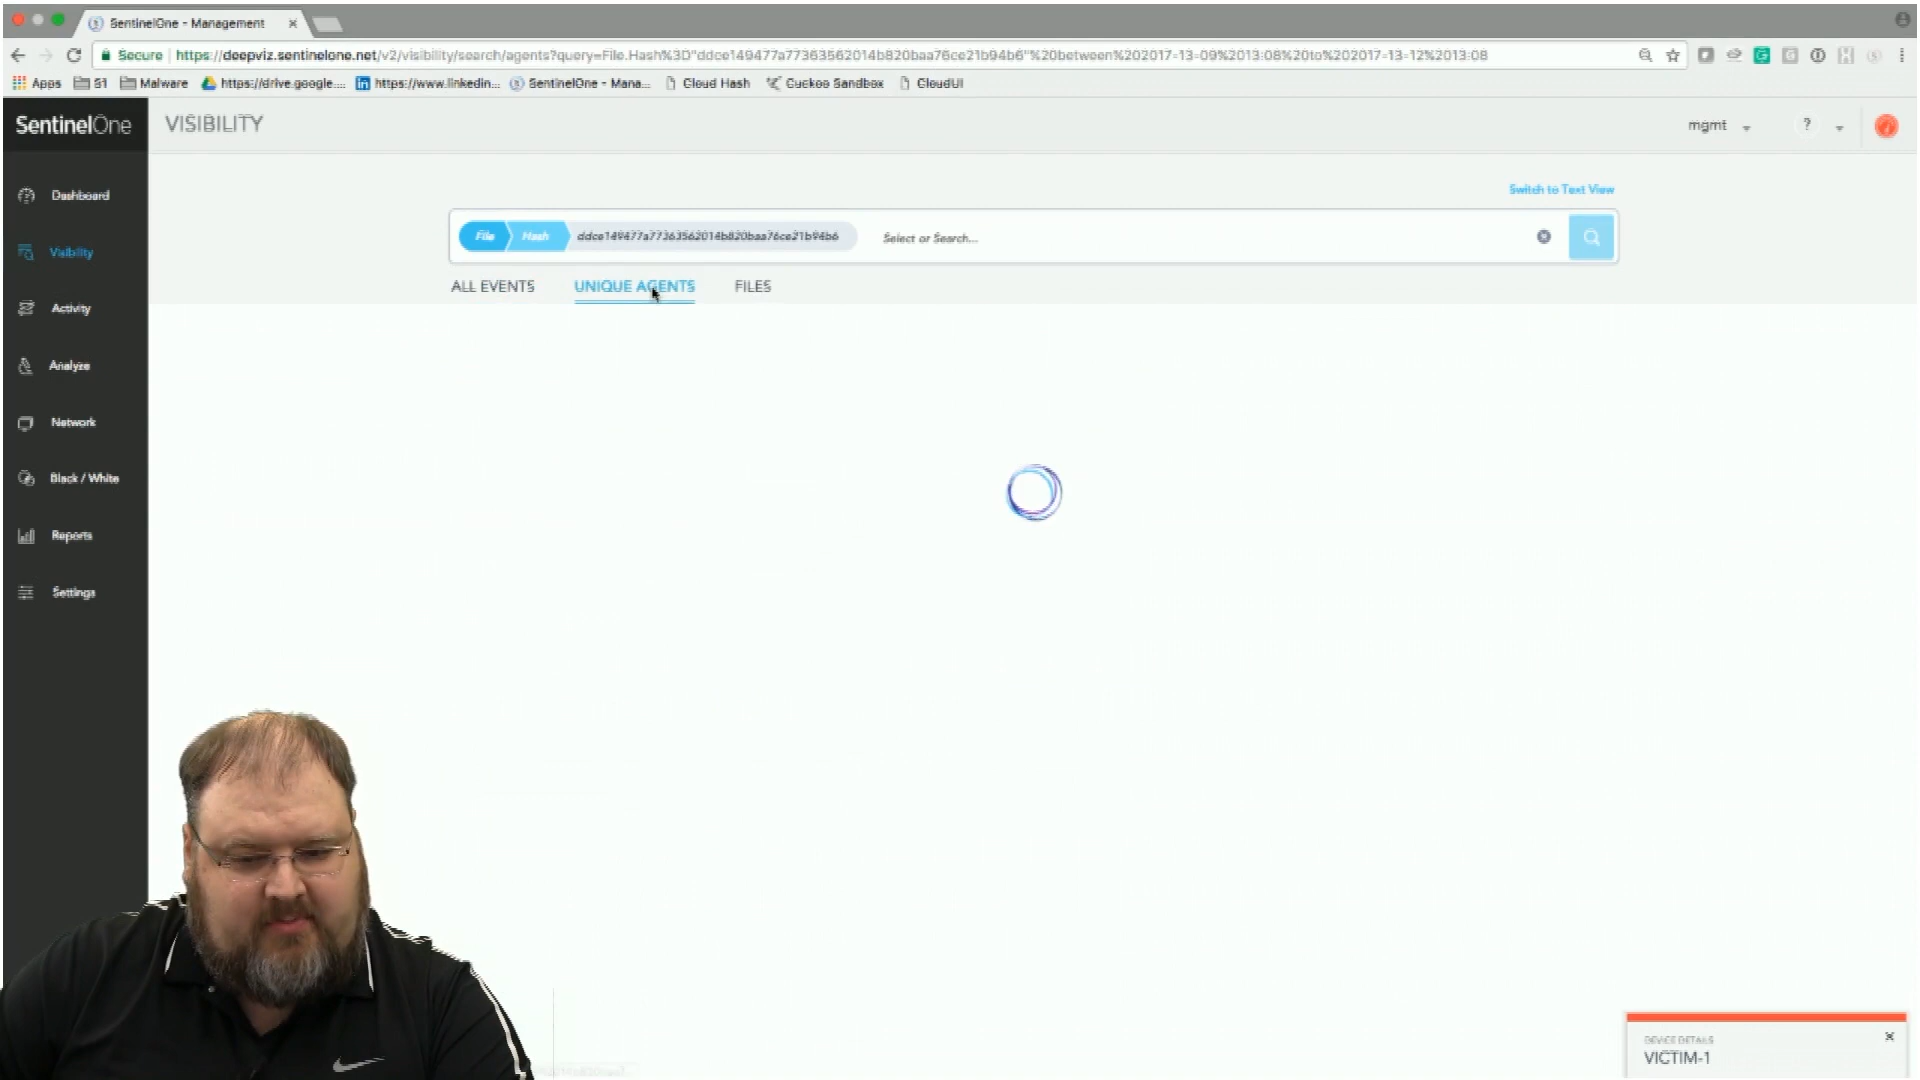 SentinelOne - Management
Secure https://deepviz.sentinelone.net/v2/visibility/search/agents?query=File.Hash%3D"ddce149477a77363562014b820baa76ce21b94b6"%20between%202017-13-09%2013:08%20to%202017-13-12%2013:08
Apps S1 Malware https://drive.google.... https://www.linkedin... SentinelOne - Mana... Cloud Hash Cuckoo Sandbox CloudUI
SentinelOne VISIBILITY mgmt ?
Switch to Text View
File Hash ddce149477a77363562014b820baa76ce21b94b6 Select or Search...
ALL EVENTS UNIQUE AGENTS FILES
Dashboard
Visibility
Activity
Analyze
Network
Black / White
Reports
Settings
DEVICE DETAILS
VICTIM-1